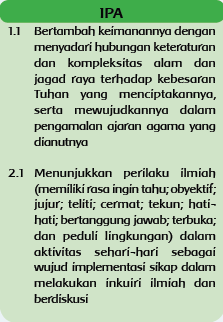 IPA
1.1 Bertambah keimanannya dengan
menyadari hubungan keteraturan
dan kompleksitas alam dan
jagad raya terhadap kebesaran
Tuhan yang menciptakannya,
serta mewujudkannya dalam
pengamalan ajaran agama yang
dianutnya
2.1 Menunjukkan perilaku ilmiah
(memiliki rasa ingin tahu; obyektif;
jujur; teliti; cermat; tekun; hati-
hati; bertanggung jawab; terbuka;
dan peduli lingkungan) dalam
aktivitas sehari-hari sebagai
wujud implementasi sikap dalam
melakukan inkuiri ilmiah dan
berdiskusi